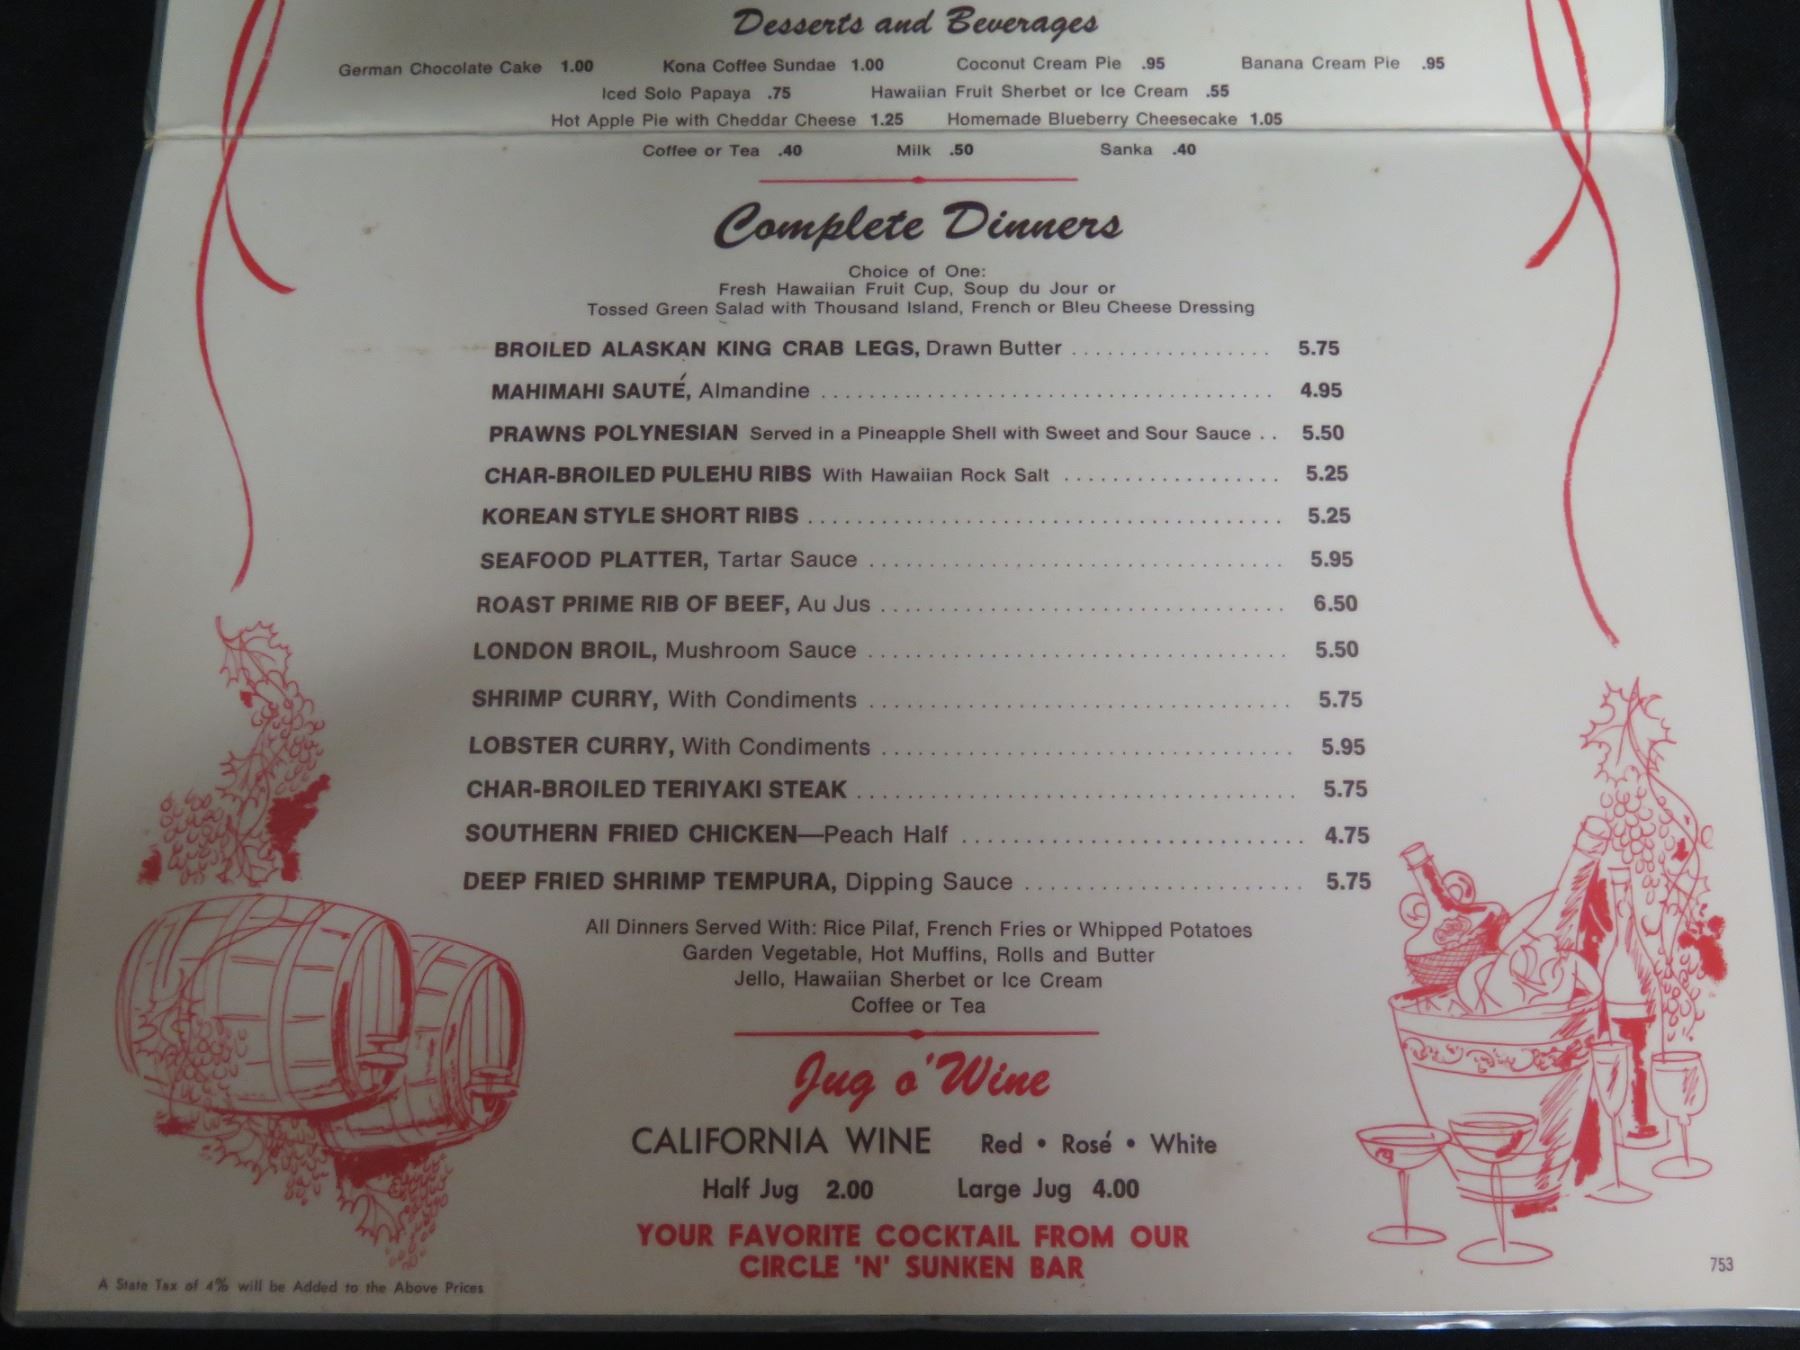 Desserts and Beverages
German Chocolate Cake 1.00 Kona Coffee Sundae 1.00 Coconut Cream Pie .95 Banana Cream Pie .95
Iced Solo Papaya .75 Hawaiian Fruit Sherbet or Ice Cream .55
Hot Apple Pie with Cheddar Cheese 1.25 Homemade Blueberry Cheesecake 1.05
Coffee or Tea .40 Milk .50 Sanka .40
Complete Dinners
Choice of One:
Fresh Hawaiian Fruit Cup, Soup du Jour or
Tossed Green Salad with Thousand Island, French or Bleu Cheese Dressing
BROILED ALASKAN KING CRAB LEGS, Drawn Butter . . . . . . . . . . . . . . . . . 5.75
MAHIMAHI SAUTÉ, Almandine . . . . . . . . . . . . . . . . . . . . . . . . . . . . . . . . . . . . . . 4.95
PRAWNS POLYNESIAN Served in a Pineapple Shell with Sweet and Sour Sauce . . 5.50
CHAR-BROILED PULEHU RIBS With Hawaiian Rock Salt . . . . . . . . . . . . . . . . . . 5.25
KOREAN STYLE SHORT RIBS . . . . . . . . . . . . . . . . . . . . . . . . . . . . . . . . . . . . . . . 5.25
SEAFOOD PLATTER, Tartar Sauce . . . . . . . . . . . . . . . . . . . . . . . . . . . . . . . . . . . 5.95
ROAST PRIME RIB OF BEEF, Au Jus . . . . . . . . . . . . . . . . . . . . . . . . . . . . . . . . . . 6.50
LONDON BROIL, Mushroom Sauce . . . . . . . . . . . . . . . . . . . . . . . . . . . . . . . . . . . 5.50
SHRIMP CURRY, With Condiments . . . . . . . . . . . . . . . . . . . . . . . . . . . . . . . . . . . 5.75
LOBSTER CURRY, With Condiments . . . . . . . . . . . . . . . . . . . . . . . . . . . . . . . . . . 5.95
CHAR-BROILED TERIYAKI STEAK . . . . . . . . . . . . . . . . . . . . . . . . . . . . . . . . . . . . 5.75
SOUTHERN FRIED CHICKEN—Peach Half . . . . . . . . . . . . . . . . . . . . . . . . . . . . 4.75
DEEP FRIED SHRIMP TEMPURA, Dipping Sauce . . . . . . . . . . . . . . . . . . . . . . . 5.75
All Dinners Served With: Rice Pilaf, French Fries or Whipped Potatoes
Garden Vegetable, Hot Muffins, Rolls and Butter
Jello, Hawaiian Sherbet or Ice Cream
Coffee or Tea
Jug o'Wine
CALIFORNIA WINE Red • Rosé • White
Half Jug 2.00 Large Jug 4.00
YOUR FAVORITE COCKTAIL FROM OUR
CIRCLE 'N' SUNKEN BAR
753
A State Tax of 4% will be Added to the Above Prices